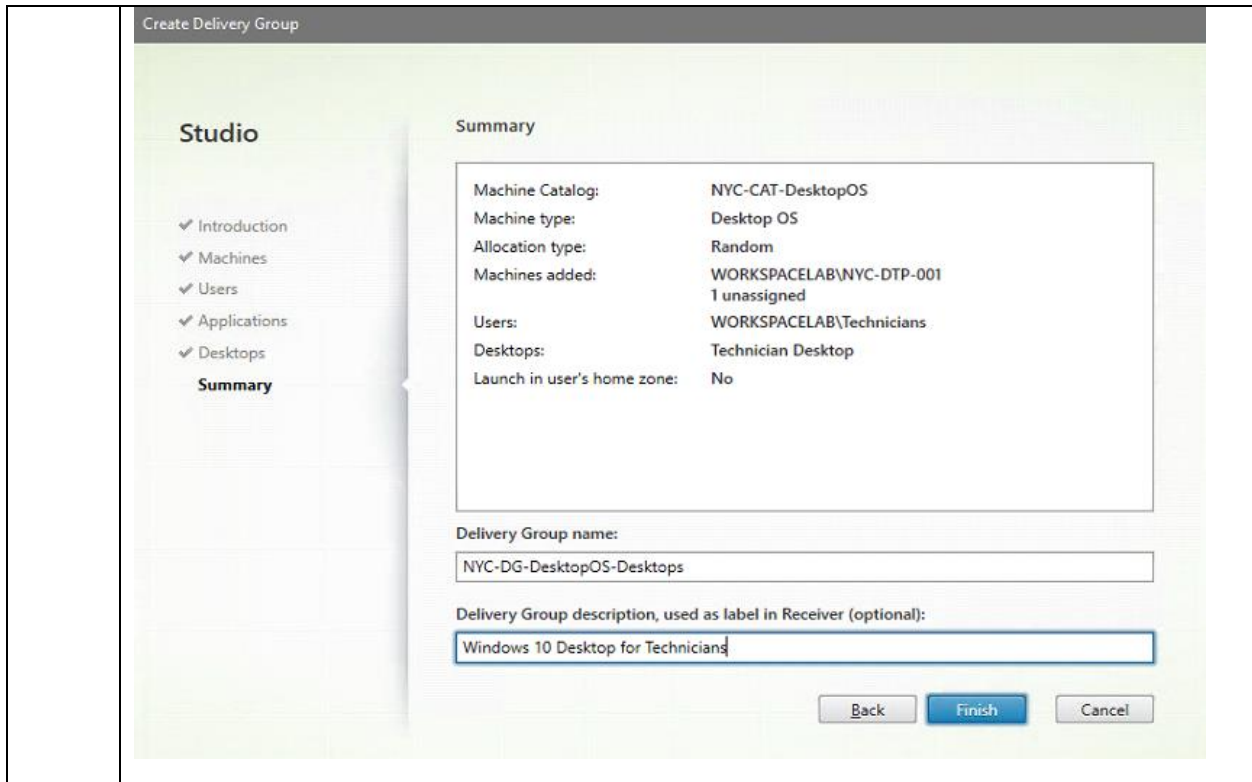 Create Delivery Group
Studio
✔ Introduction
✔ Machines
✔ Users
✔ Applications
✔ Desktops
Summary
Summary
Machine Catalog: NYC-CAT-DesktopOS
Machine type: Desktop OS
Allocation type: Random
Machines added: WORKSPACELAB\NYC-DTP-001
1 unassigned
Users: WORKSPACELAB\Technicians
Desktops: Technician Desktop
Launch in user's home zone: No
Delivery Group name:
NYC-DG-DesktopOS-Desktops
Delivery Group description, used as label in Receiver (optional):
Windows 10 Desktop for Technicians
Back Finish Cancel